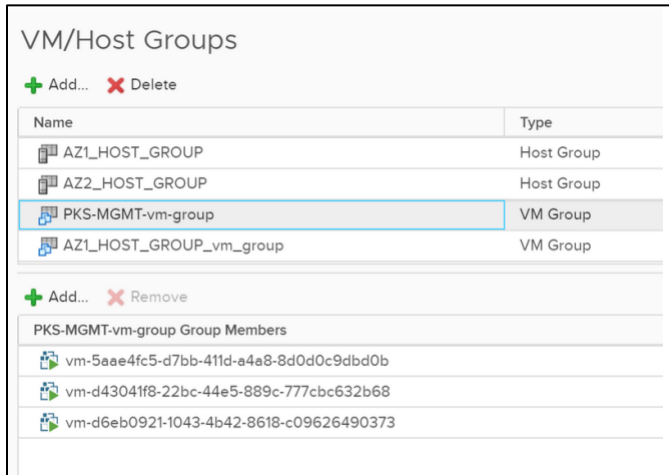 VM/Host Groups
Add... Delete
Name Type
AZ1_HOST_GROUP Host Group
AZ2_HOST_GROUP Host Group
PKS-MGMT-vm-group VM Group
AZ1_HOST_GROUP_vm_group VM Group
Add... Remove
PKS-MGMT-vm-group Group Members
vm-5aae4fc5-d7bb-411d-a4a8-8d0d0c9dbd0b
vm-d43041f8-22bc-44e5-889c-777cbc632b68
vm-d6eb0921-1043-4b42-8618-c09626490373